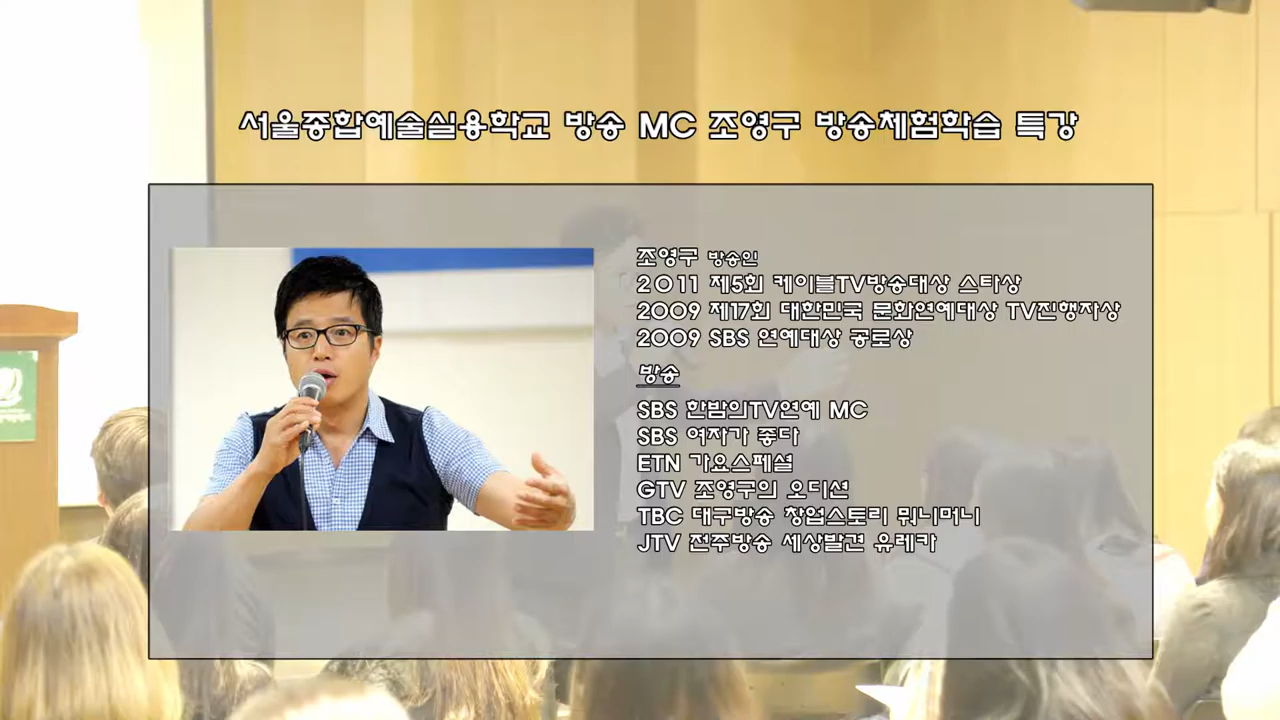 서울종합예술실용학교 방송 MC 조영구 방송체험학습 특강
조영구 방송인
2011 제5회 케이블TV방송대상 스타상
2009 제17회 대한민국 문화연예대상 TV진행자상
2009 SBS 연예대상 공로상
방송
SBS 한밤의TV연예 MC
SBS 여자가 좋다
ETN 가요스페셜
GTV 조영구의 오디션
TBC 대구방송 창업스토리 뭐니머니
JTV 전주방송 세상발견 유레카